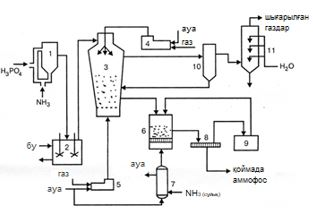 шығарылған
газдар
ауа
газ
1
3
4
10
11
H₃PO₄
H₂O
NH₃
бу
2
6
8
9
ауа
қоймада
аммофос
газ
ауа
5
7
NH₃ (сұйық)